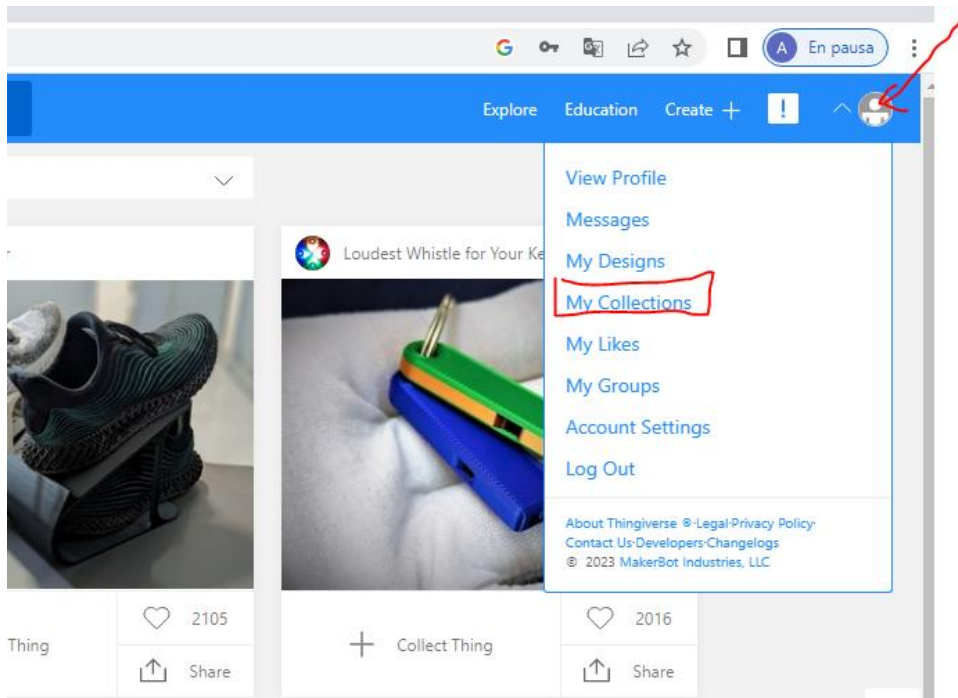 A En pausa
Explore Education Create +
View Profile
Messages
My Designs
My Collections
My Likes
My Groups
Account Settings
Log Out
About Thingiverse ®·Legal·Privacy Policy·
Contact Us·Developers·Changelogs
© 2023 MakerBot Industries, LLC
Loudest Whistle for Your Ke
2105
Thing
Share
2016
Collect Thing
Share